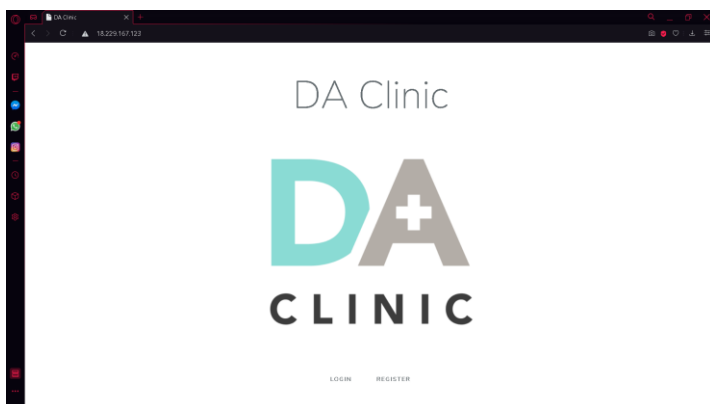 DA Clinic
18.229.167.123
DA Clinic
DA
CLINIC
LOGIN REGISTER